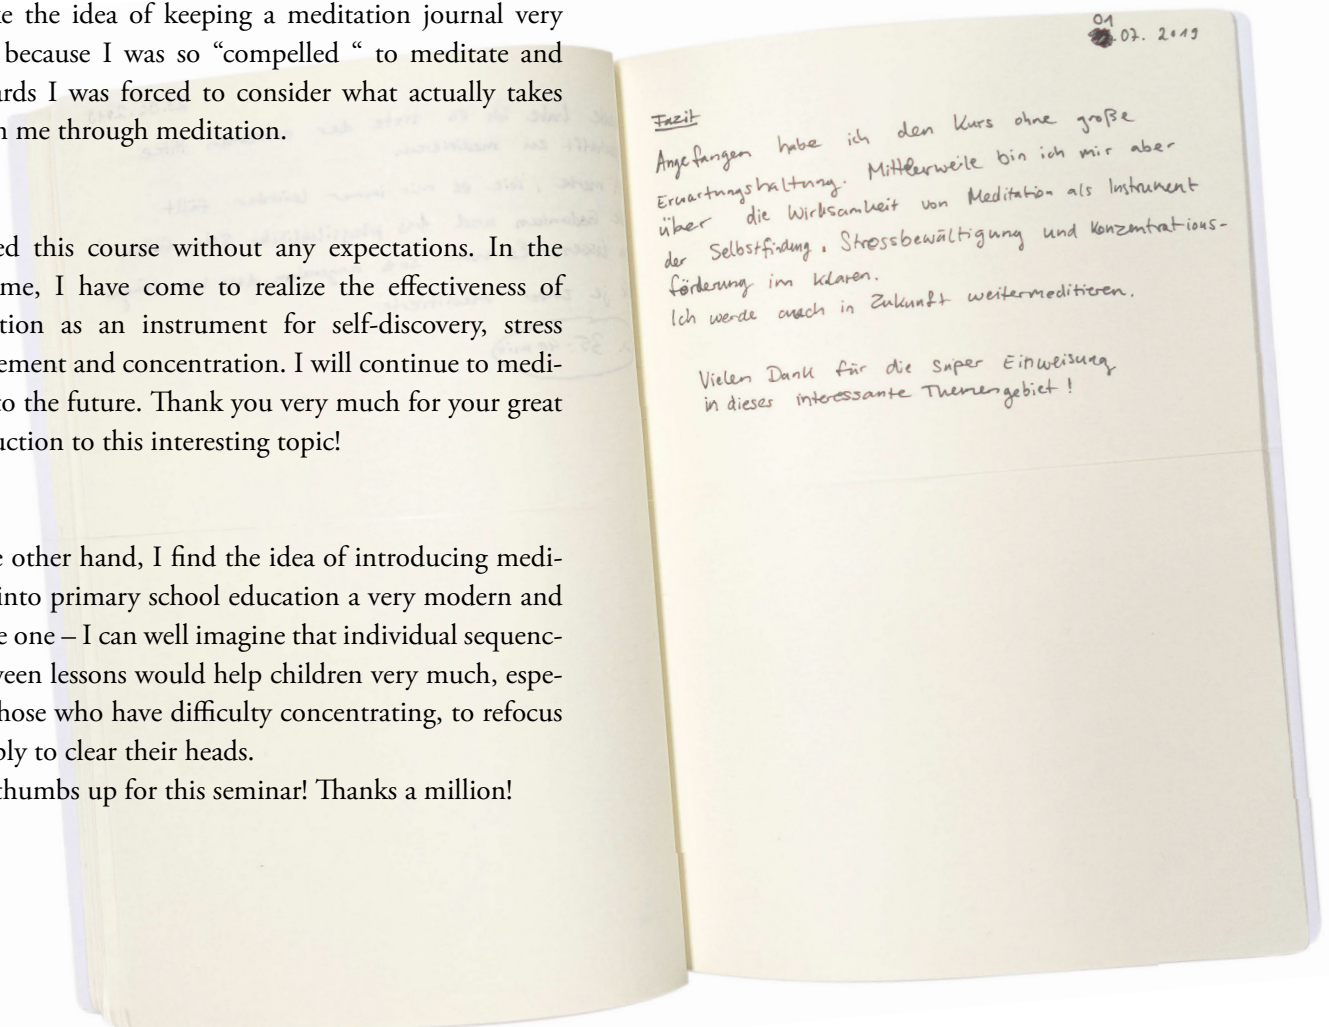 ke the idea of keeping a meditation journal very
because I was so “compelled “ to meditate and
ards I was forced to consider what actually takes
n me through meditation.
ed this course without any expectations. In the
me, I have come to realize the effectiveness of
tion as an instrument for self-discovery, stress
ement and concentration. I will continue to medi-
to the future. Thank you very much for your great
uction to this interesting topic!
e other hand, I find the idea of introducing medi-
into primary school education a very modern and
e one – I can well imagine that individual sequenc-
ween lessons would help children very much, espe-
hose who have difficulty concentrating, to refocus
ply to clear their heads.
thumbs up for this seminar! Thanks a million!
01
07. 2019
Fazit
Angefangen habe ich den Kurs ohne große
Erwartungshaltung. Mittlerweile bin ich mir aber
über die Wirksamkeit von Meditation als Instrument
der Selbstfindung, Stressbewältigung und Konzentrations-
förderung im Klaren.
Ich werde auch in Zukunft weitermeditieren.
Vielen Dank für die super Einweisung
in dieses interessante Themengebiet!